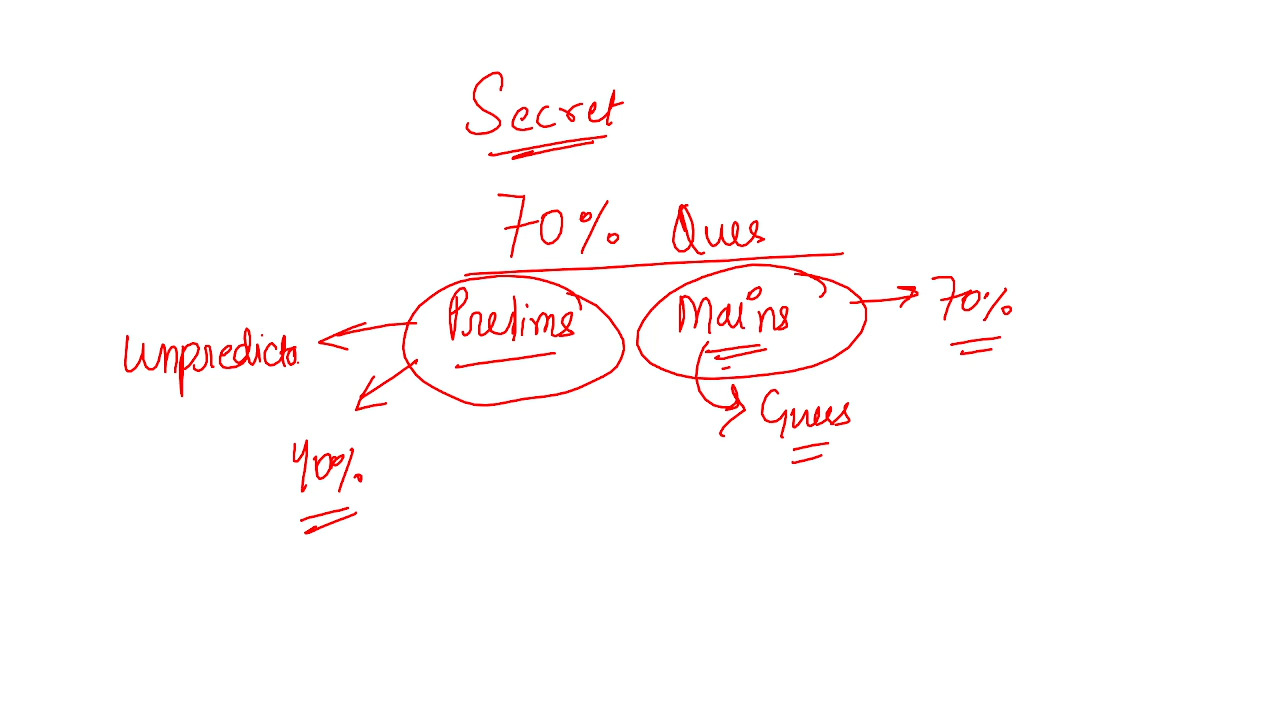 Secret
70% Ques
Prelims Mains 70%
Unpredicta
Guess
40%